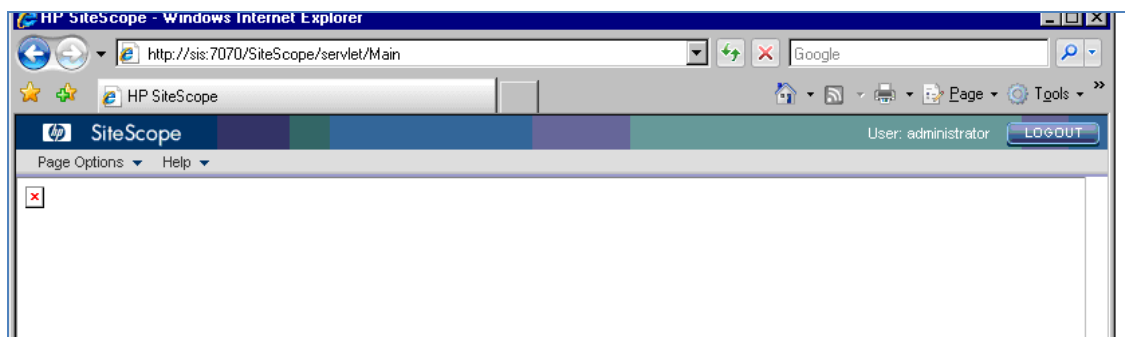 HP SiteScope - Windows Internet Explorer
http://sis:7070/SiteScope/servlet/Main
Google
HP SiteScope
Page
Tools
»
hp
SiteScope
User: administrator
LOGOUT
Page Options
Help